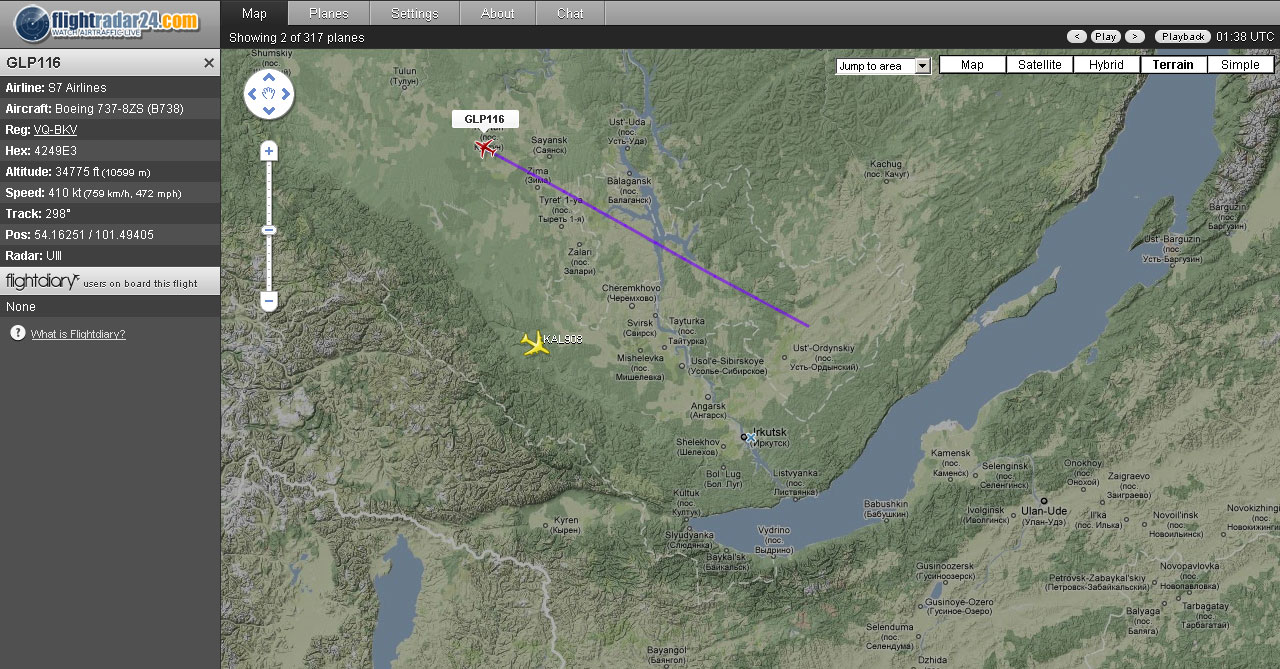 flightradar24.com
WATCH AIR TRAFFIC LIVE
Map
Planes
Settings
About
Chat
Showing 2 of 317 planes
<
Play
>
Playback
01:38 UTC
GLP116
×
Airline: S7 Airlines
Aircraft: Boeing 737-8ZS (B738)
Reg: VQ-BKV
Hex: 4249E3
Altitude: 34775 ft (10599 m)
Speed: 410 kt (759 km/h, 472 mph)
Track: 298°
Pos: 54.16251 / 101.49405
Radar: UIII
flightdiary users on board this flight
None
? What is Flightdiary?
Jump to area
Map
Satellite
Hybrid
Terrain
Simple
Shumskiy
Tulun
(Тулун)
GLP116
Sayansk
(Саянск)
Zima
(Зима)
Ust'-Uda
(пос.
Усть-Уда)
Balagansk
(пос.
Балаганск)
Kachug
(пос. Качуг)
Tyret' 1-ya
(пос.
Тыреть 1-я)
Zalari
(пос.
Залари)
Barguzin
(пос.
Баргузин)
Ust'-Barguzin
(пос.
Усть-Баргузин)
Cheremkhovo
(Черемхово)
Svirsk
(Свирск)
Tayturka
(пос.
Тайтурка)
KAL903
Mishelevka
(пос.
Мишелевка)
Usol'e-Sibirskoye
(Усолье-Сибирское)
Ust'-Ordynskiy
(пос.
Усть-Ордынский)
Angarsk
(Ангарск)
Irkutsk
(Иркутск)
Shelekhov
(Шелехов)
Bol. Lug
(Бол. Луг)
Listvyanka
(пос.
Листвянка)
Kultuk
(пос.
Култук)
Slyudyanka
(Слюдянка)
Vydrino
(пос.
Выдрино)
Baykal'sk
(Байкальск)
Kyren
(Кырен)
Babushkin
(Бабушкин)
Kamensk
(пос.
Каменск)
Selenginsk
(пос.
Селенгинск)
Onokhoy
(пос.
Онохой)
Zaigraevo
(пос.
Заиграево)
Ivolginsk
(Иволгинск)
Ulan-Ude
(Улан-Удэ)
Il'ka
(пос. Илька)
Novoil'insk
(пос.
Новоильинск)
Novokizhing
(пос.
Gusinoozersk
(Гусиноозерск)
Petrovsk-Zabaykal'skiy
(Петровск-Забайкальский)
Novopavlovka
(пос.
Новопавловка)
Gusinoye-Ozero
(Гусиное Озеро)
Balyaga
(пос.
Баляга)
Tarbagatay
(пос.
Тарбагатай)
Selenduma
(пос.
Селендума)
Bayangol
(Баянгол)
Dzhida
(пос.